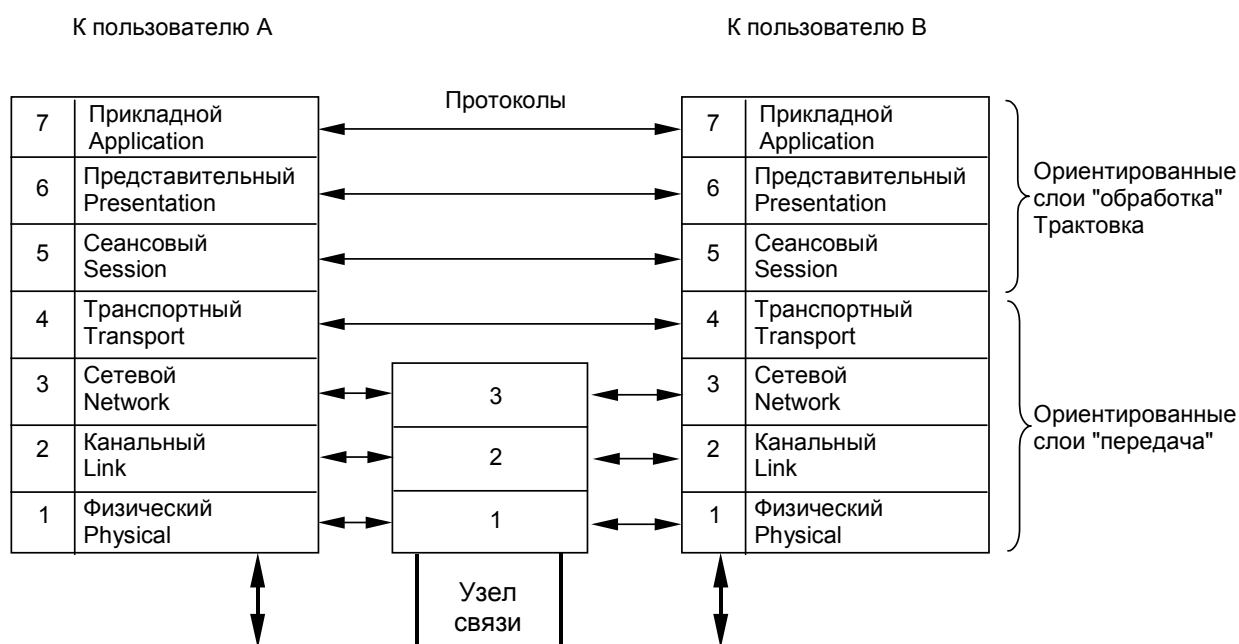 К пользователю А
К пользователю В
Протоколы
7
Прикладной
Application
6
Представительный
Presentation
5
Сеансовый
Session
4
Транспортный
Transport
3
Сетевой
Network
2
Канальный
Link
1
Физический
Physical
3
2
1
Узел
связи
7
Прикладной
Application
6
Представительный
Presentation
5
Сеансовый
Session
4
Транспортный
Transport
3
Сетевой
Network
2
Канальный
Link
1
Физический
Physical
Ориентированные
слои "обработка"
Трактовка
Ориентированные
слои "передача"